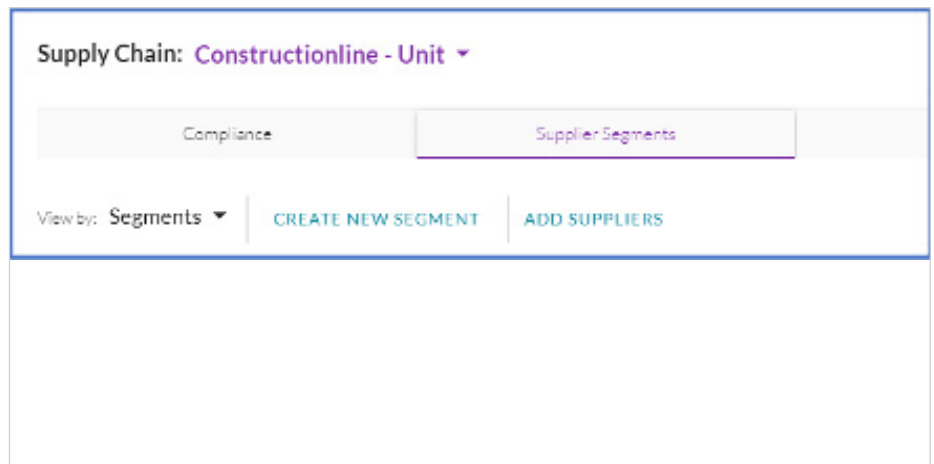 Supply Chain: Constructionline - Unit
Compliance Supplier Segments
View by: Segments CREATE NEW SEGMENT ADD SUPPLIERS